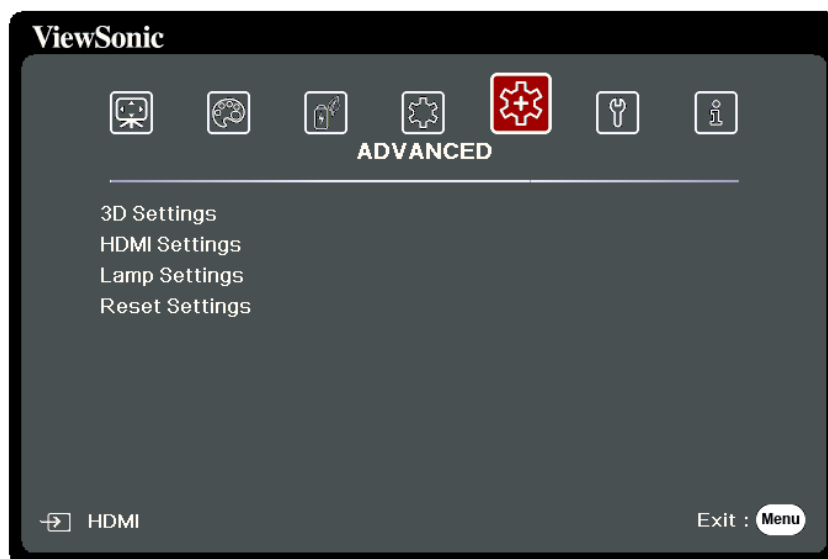 ViewSonic
ADVANCED
3D Settings
HDMI Settings
Lamp Settings
Reset Settings
HDMI
Exit : Menu